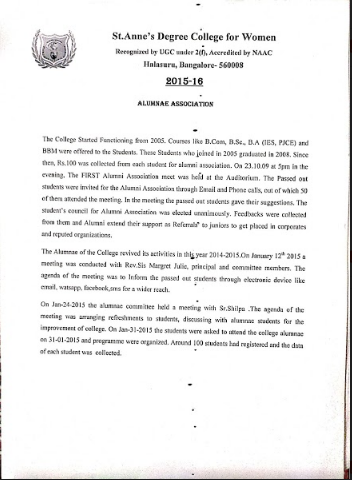 St.Anne's Degree College for Women
Recognized by UGC under 2(f), Accredited by NAAC
Halasuru, Bangalore- 560008
2015-16
ALUMNAE ASSOCIATION
The College Started Functioning from 2005. Courses like B.Com, B.Sc., B.A (IES, PJCE) and
BBM were offered to the Students. These Students who joined in 2005 graduated in 2008. Since
then, Rs.100 was collected from each student for alumni association. On 23.10.09 at 5pm in the
evening. The FIRST Alumni Association meet was held at the Auditorium. The Passed out
students were invited for the Alumni Association through Email and Phone calls, out of which 50
of them attended the meeting. In the meeting the passed out students gave their suggestions. The
student's council for Alumni Association was elected unanimously. Feedbacks were collected
from them and Alumni extend their support as Referrals to juniors to get placed in corporates
and reputed organizations.
The Alumnae of the College revived its activities in this year 2014-2015.On January 12th 2015 a
meeting was conducted with Rev.Sis Margret Julie, principal and committee members. The
agenda of the meeting was to Inform the passed out students through electronic device like
email, watsapp, facebook,sms for a wider reach.
On Jan-24-2015 the alumnae committee held a meeting with Sr.Shilpa .The agenda of the
meeting was arranging refreshments to students, discussing with alumnae students for the
improvement of college. On Jan-31-2015 the students were asked to attend the college alumnae
on 31-01-2015 and programme were organized. Around 100 students had registered and the data
of each student was collected.